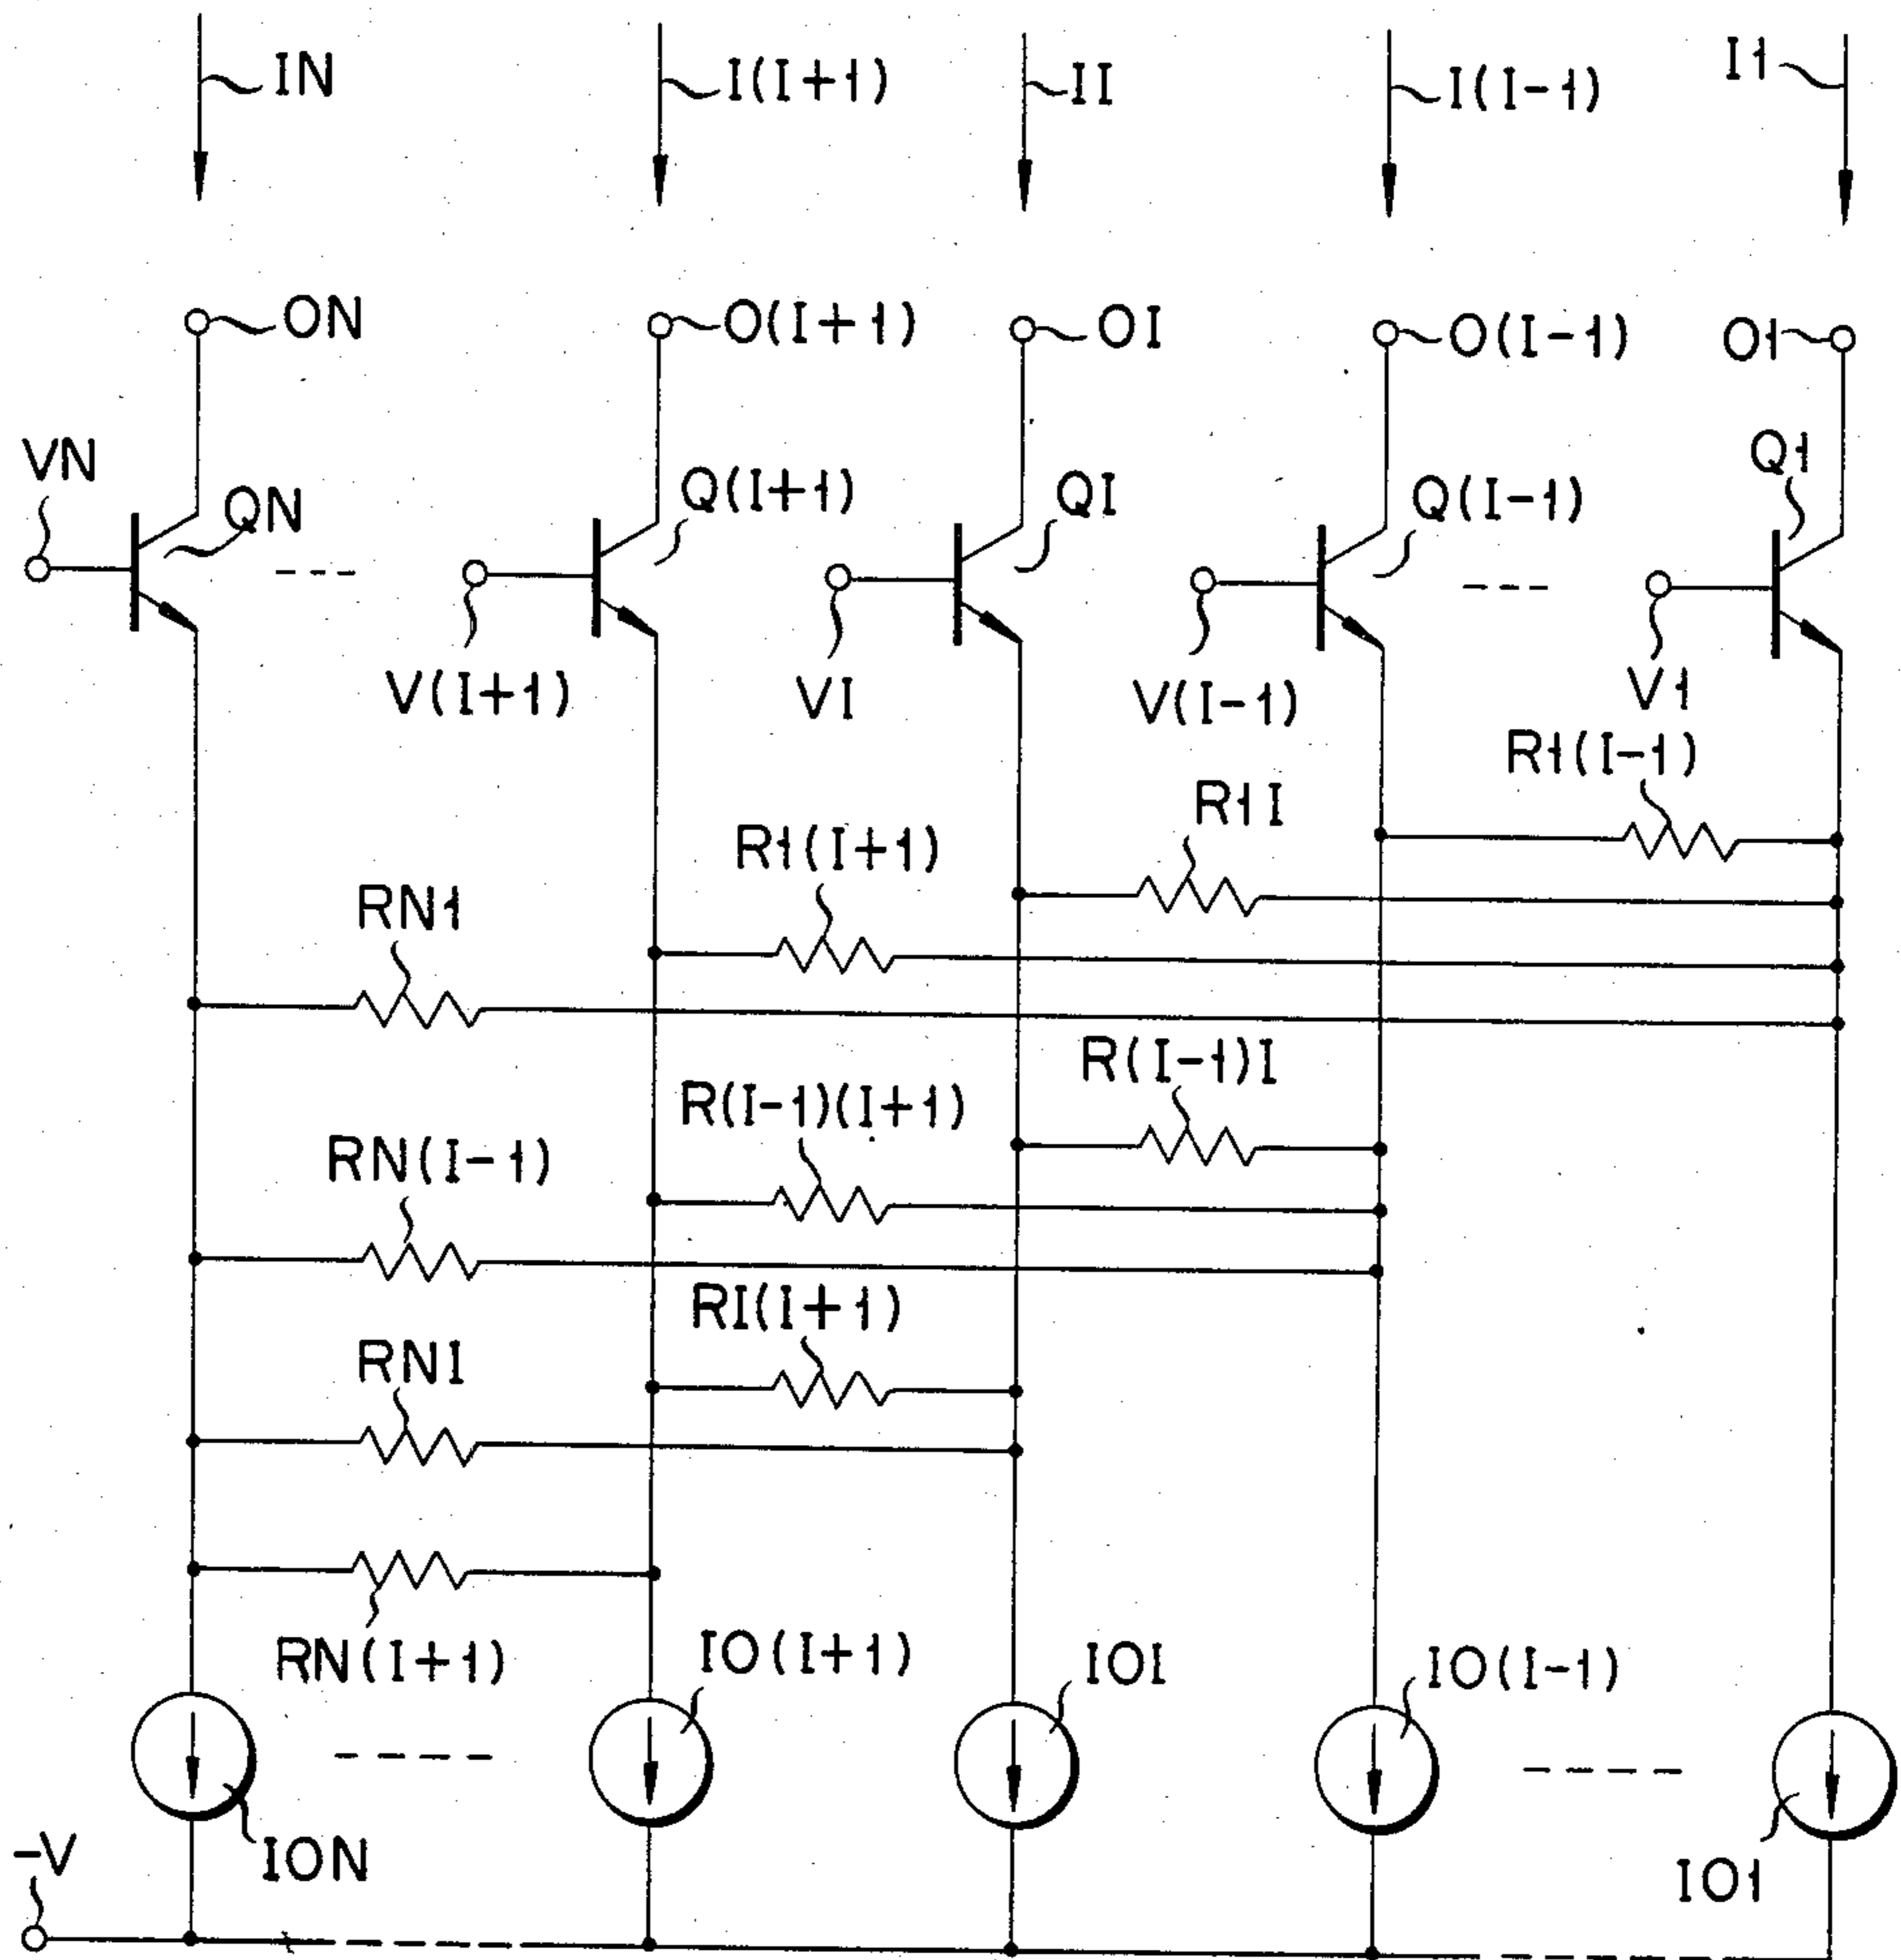 IN
I(I+1)
II
I(I-1)
I1
ON
O(I+1)
OI
O(I-1)
O1
VN
QN
Q(I+1)
QI
Q(I-1)
Q1
V(I+1)
VI
V(I-1)
V1
R1(I-1)
R1I
R1(I+1)
RN1
R(I-1)I
R(I-1)(I+1)
RN(I-1)
RI(I+1)
RNI
RN(I+1)
IO(I+1)
IOI
IO(I-1)
-V
ION
IO1